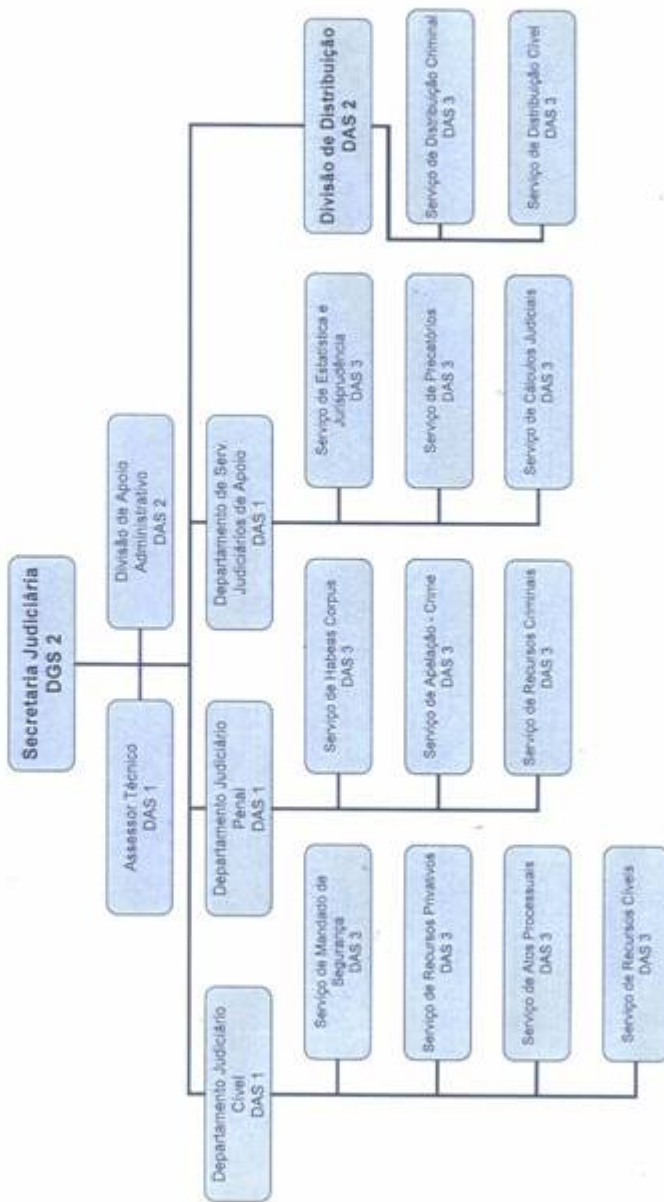 Secretaria Judiciária
DGS 2
Assessor Técnico
DAS 1
Divisão de Apoio
Administrativo
DAS 2
Departamento Judiciário
Cível
DAS 1
Departamento Judiciário
Penal
DAS 1
Departamento de Serv.
Judiciários de Apoio
DAS 1
Divisão de Distribuição
DAS 2
Serviço de Mandado de
Segurança
DAS 3
Serviço de Recursos Privativos
DAS 3
Serviço de Atos Processuais
DAS 3
Serviço de Recursos Cíveis
DAS 3
Serviço de Habeas Corpus
DAS 3
Serviço de Apelação - Crime
DAS 3
Serviço de Recursos Criminais
DAS 3
Serviço de Estatística e
Jurisprudência
DAS 3
Serviço de Precatórios
DAS 3
Serviço de Cálculos Judiciais
DAS 3
Serviço de Distribuição Criminal
DAS 3
Serviço de Distribuição Cível
DAS 3